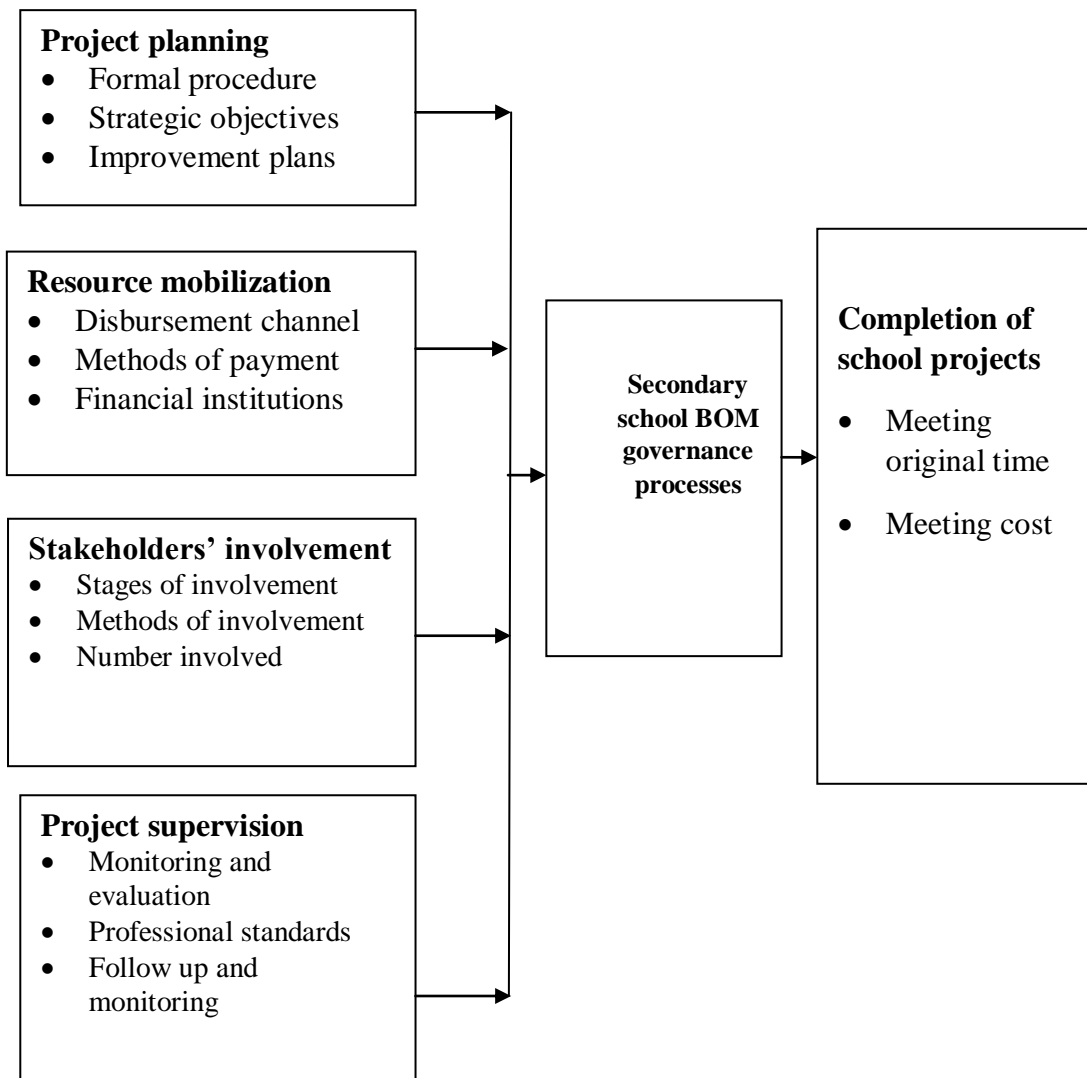 Project planning
• Formal procedure
• Strategic objectives
• Improvement plans
Resource mobilization
• Disbursement channel
• Methods of payment
• Financial institutions
Stakeholders’ involvement
• Stages of involvement
• Methods of involvement
• Number involved
Project supervision
• Monitoring and
evaluation
• Professional standards
• Follow up and
monitoring
Secondary
school BOM
governance
processes
Completion of
school projects
• Meeting
original time
• Meeting cost